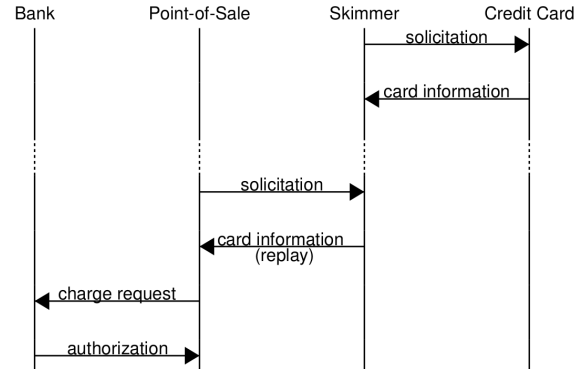 Bank Point-of-Sale Skimmer Credit Card
solicitation
card information
solicitation
card information
(replay)
charge request
authorization